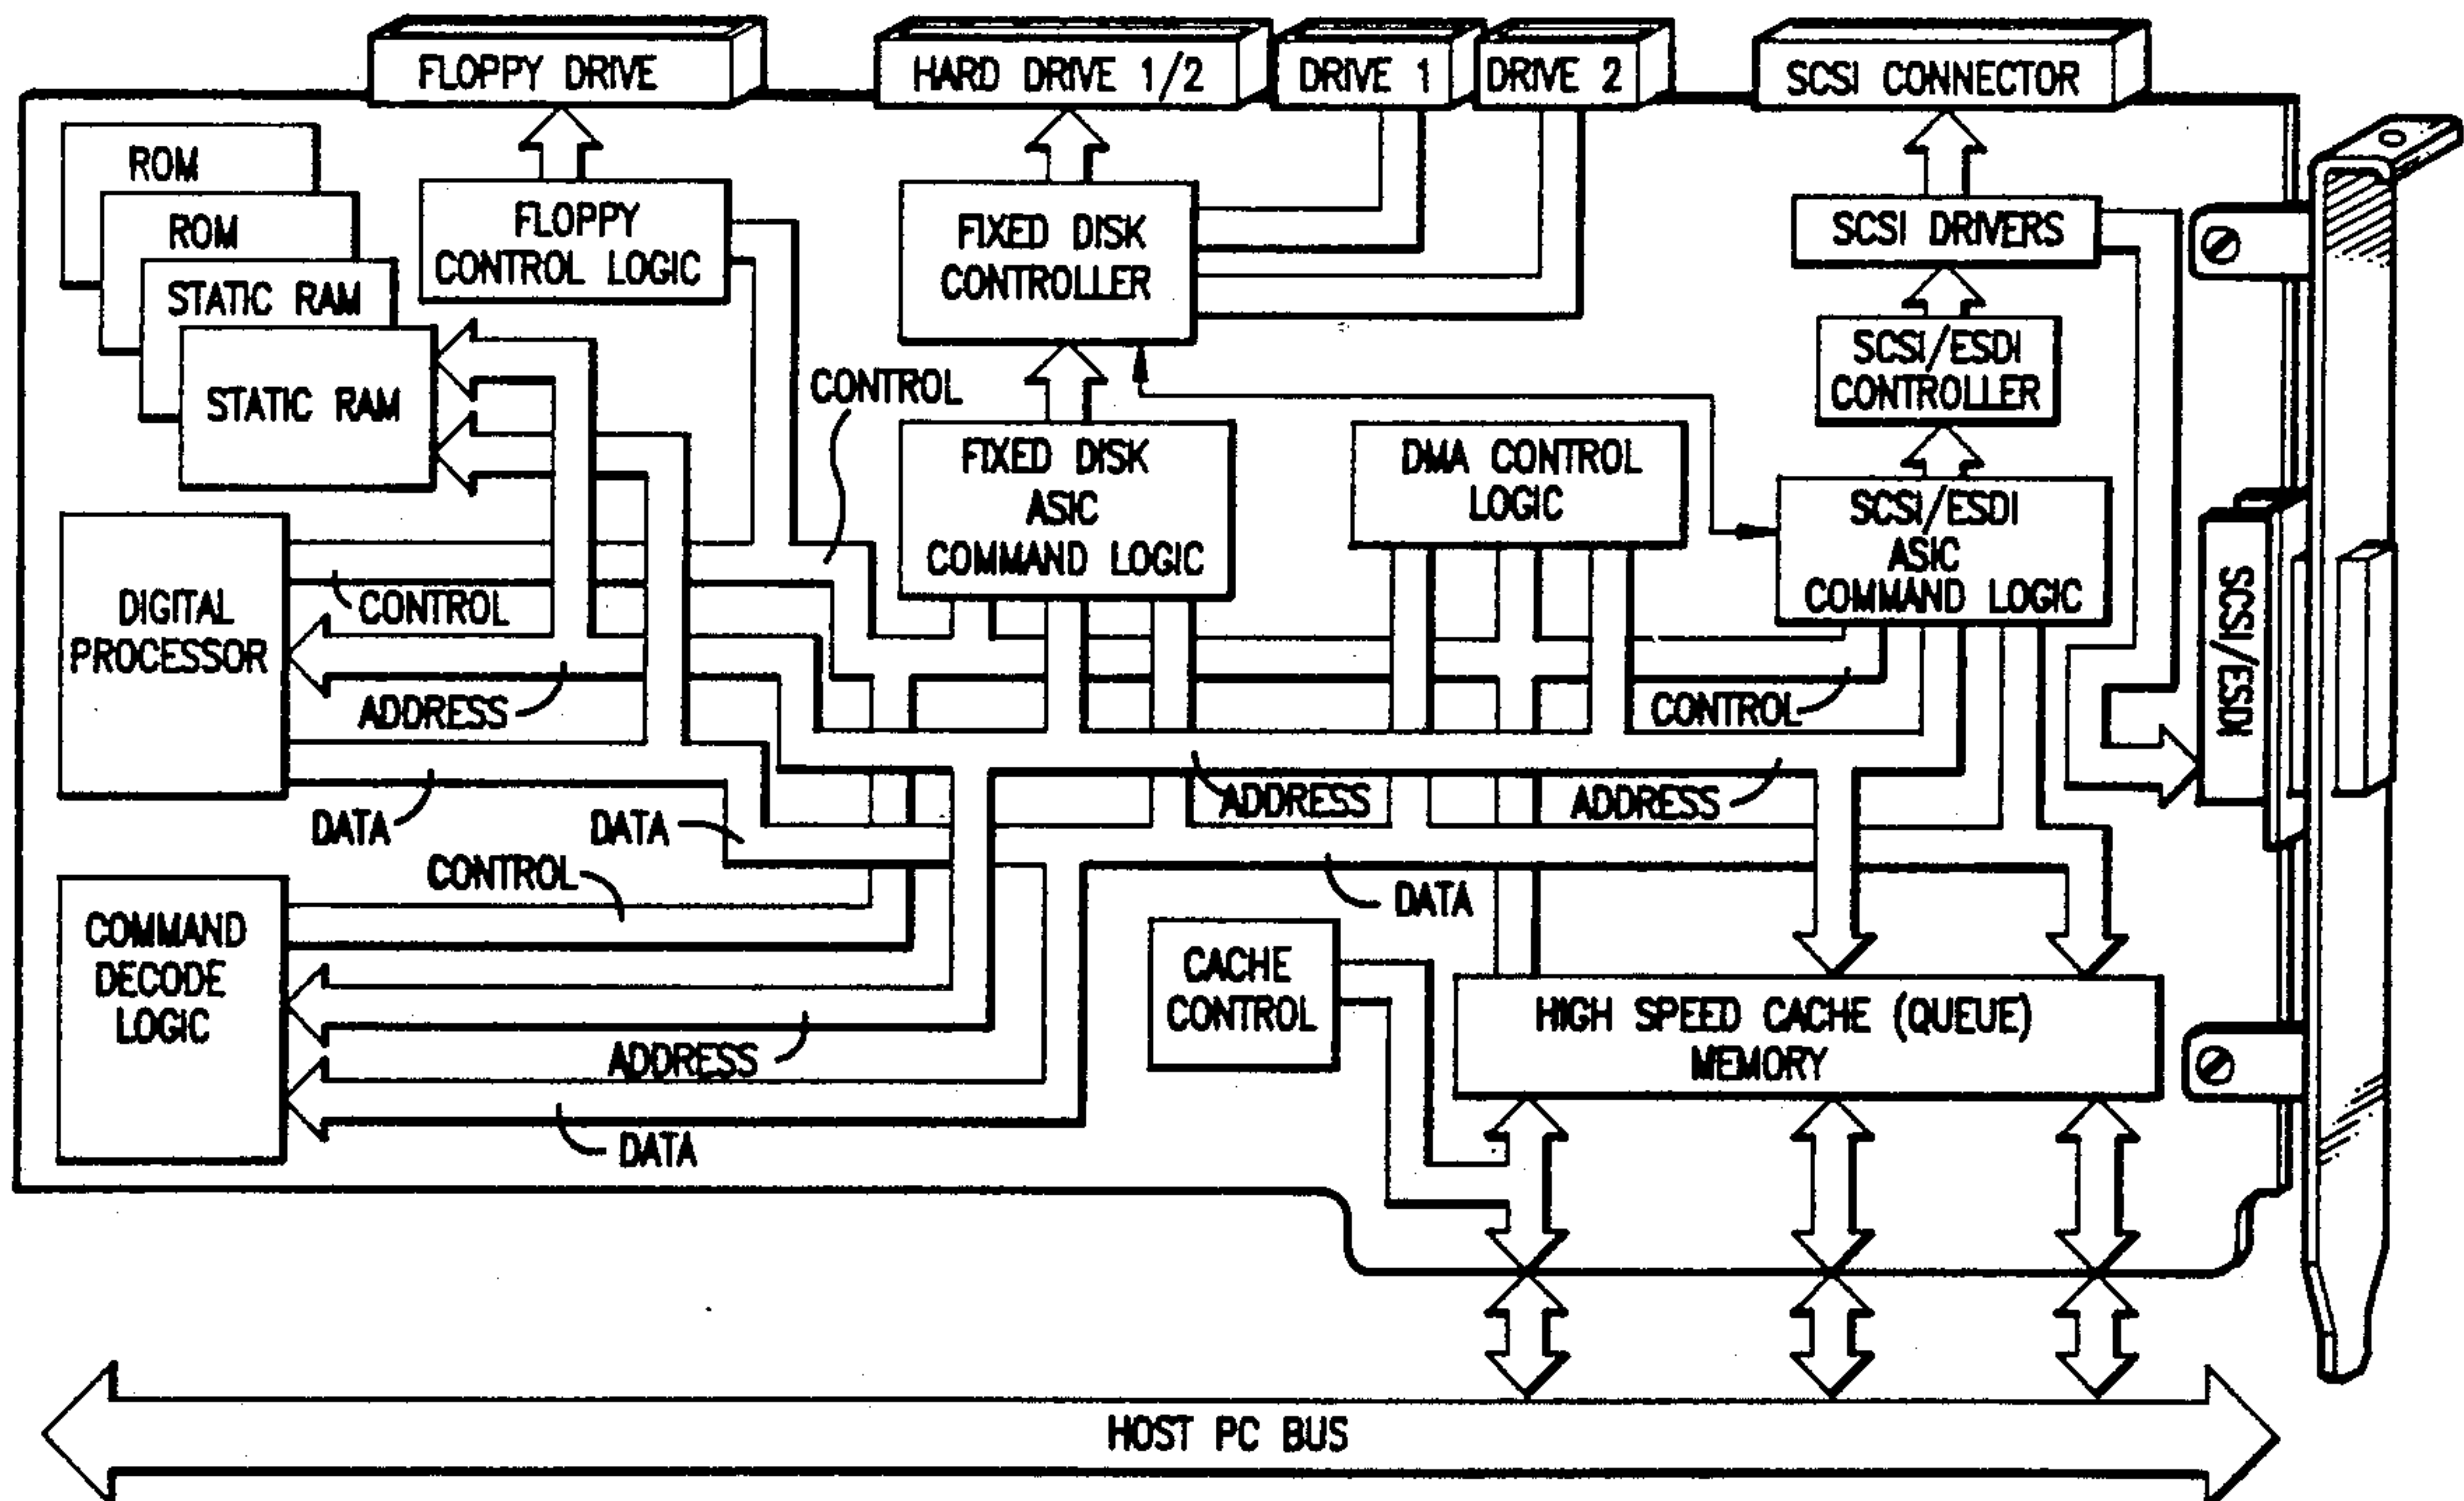 FLOPPY DRIVE
HARD DRIVE 1/2
DRIVE 1
DRIVE 2
SCSI CONNECTOR
ROM
ROM
STATIC RAM
STATIC RAM
FLOPPY
CONTROL LOGIC
FIXED DISK
CONTROLLER
SCSI DRIVERS
SCSI/ESDI
CONTROLLER
CONTROL
FIXED DISK
ASIC
COMMAND LOGIC
DMA CONTROL
LOGIC
SCSI/ESDI
ASIC
COMMAND LOGIC
SCSI/ESDI
DIGITAL
PROCESSOR
CONTROL
ADDRESS
CONTROL
DATA
DATA
ADDRESS
ADDRESS
CONTROL
DATA
COMMAND
DECODE
LOGIC
CACHE
CONTROL
HIGH SPEED CACHE (QUEUE)
MEMORY
ADDRESS
DATA
HOST PC BUS